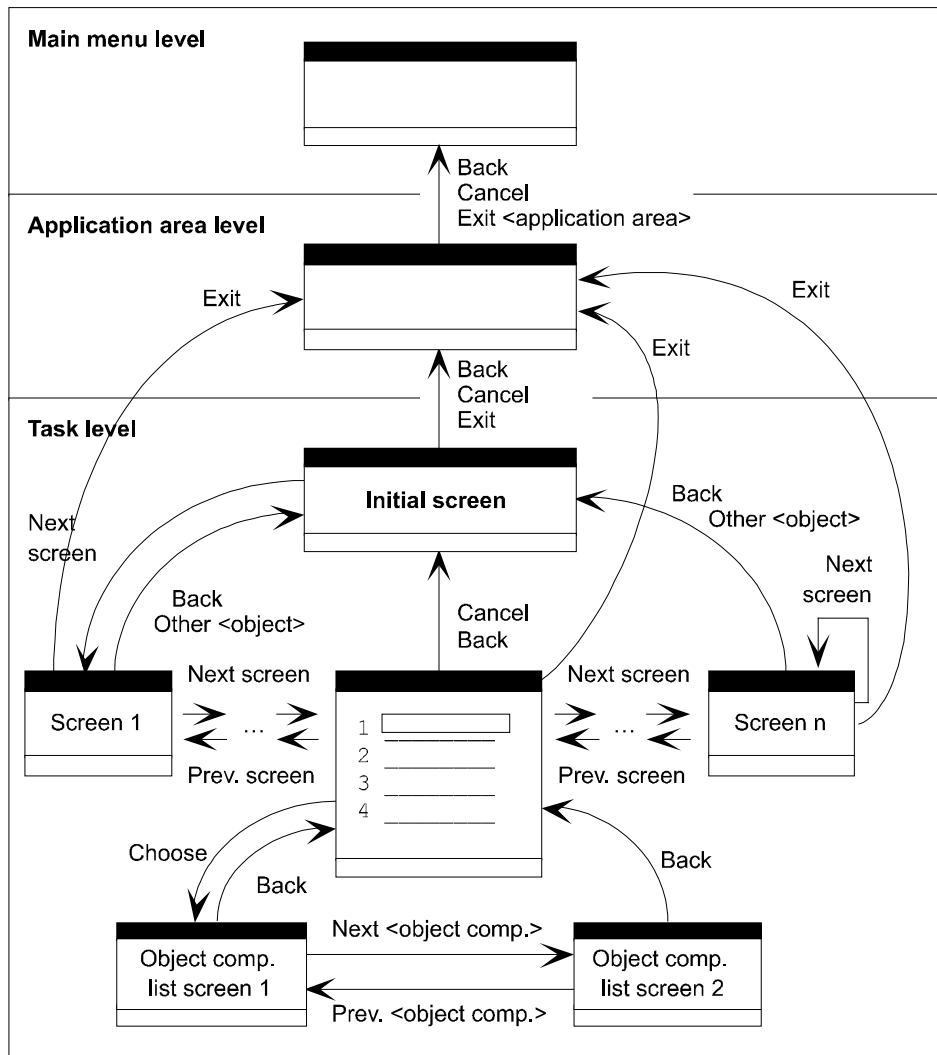 Main menu level
Back
Cancel
Exit <application area>
Application area level
Exit
Exit
Exit
Back
Cancel
Exit
Task level
Initial screen
Next
screen
Back
Other <object>
Next
screen
Back
Other <object>
Cancel
Back
Next screen
Next screen
Screen 1
...
1
2
3
4
...
Screen n
Prev. screen
Prev. screen
Choose
Back
Back
Next <object comp.>
Object comp.
list screen 1
Object comp.
list screen 2
Prev. <object comp.>